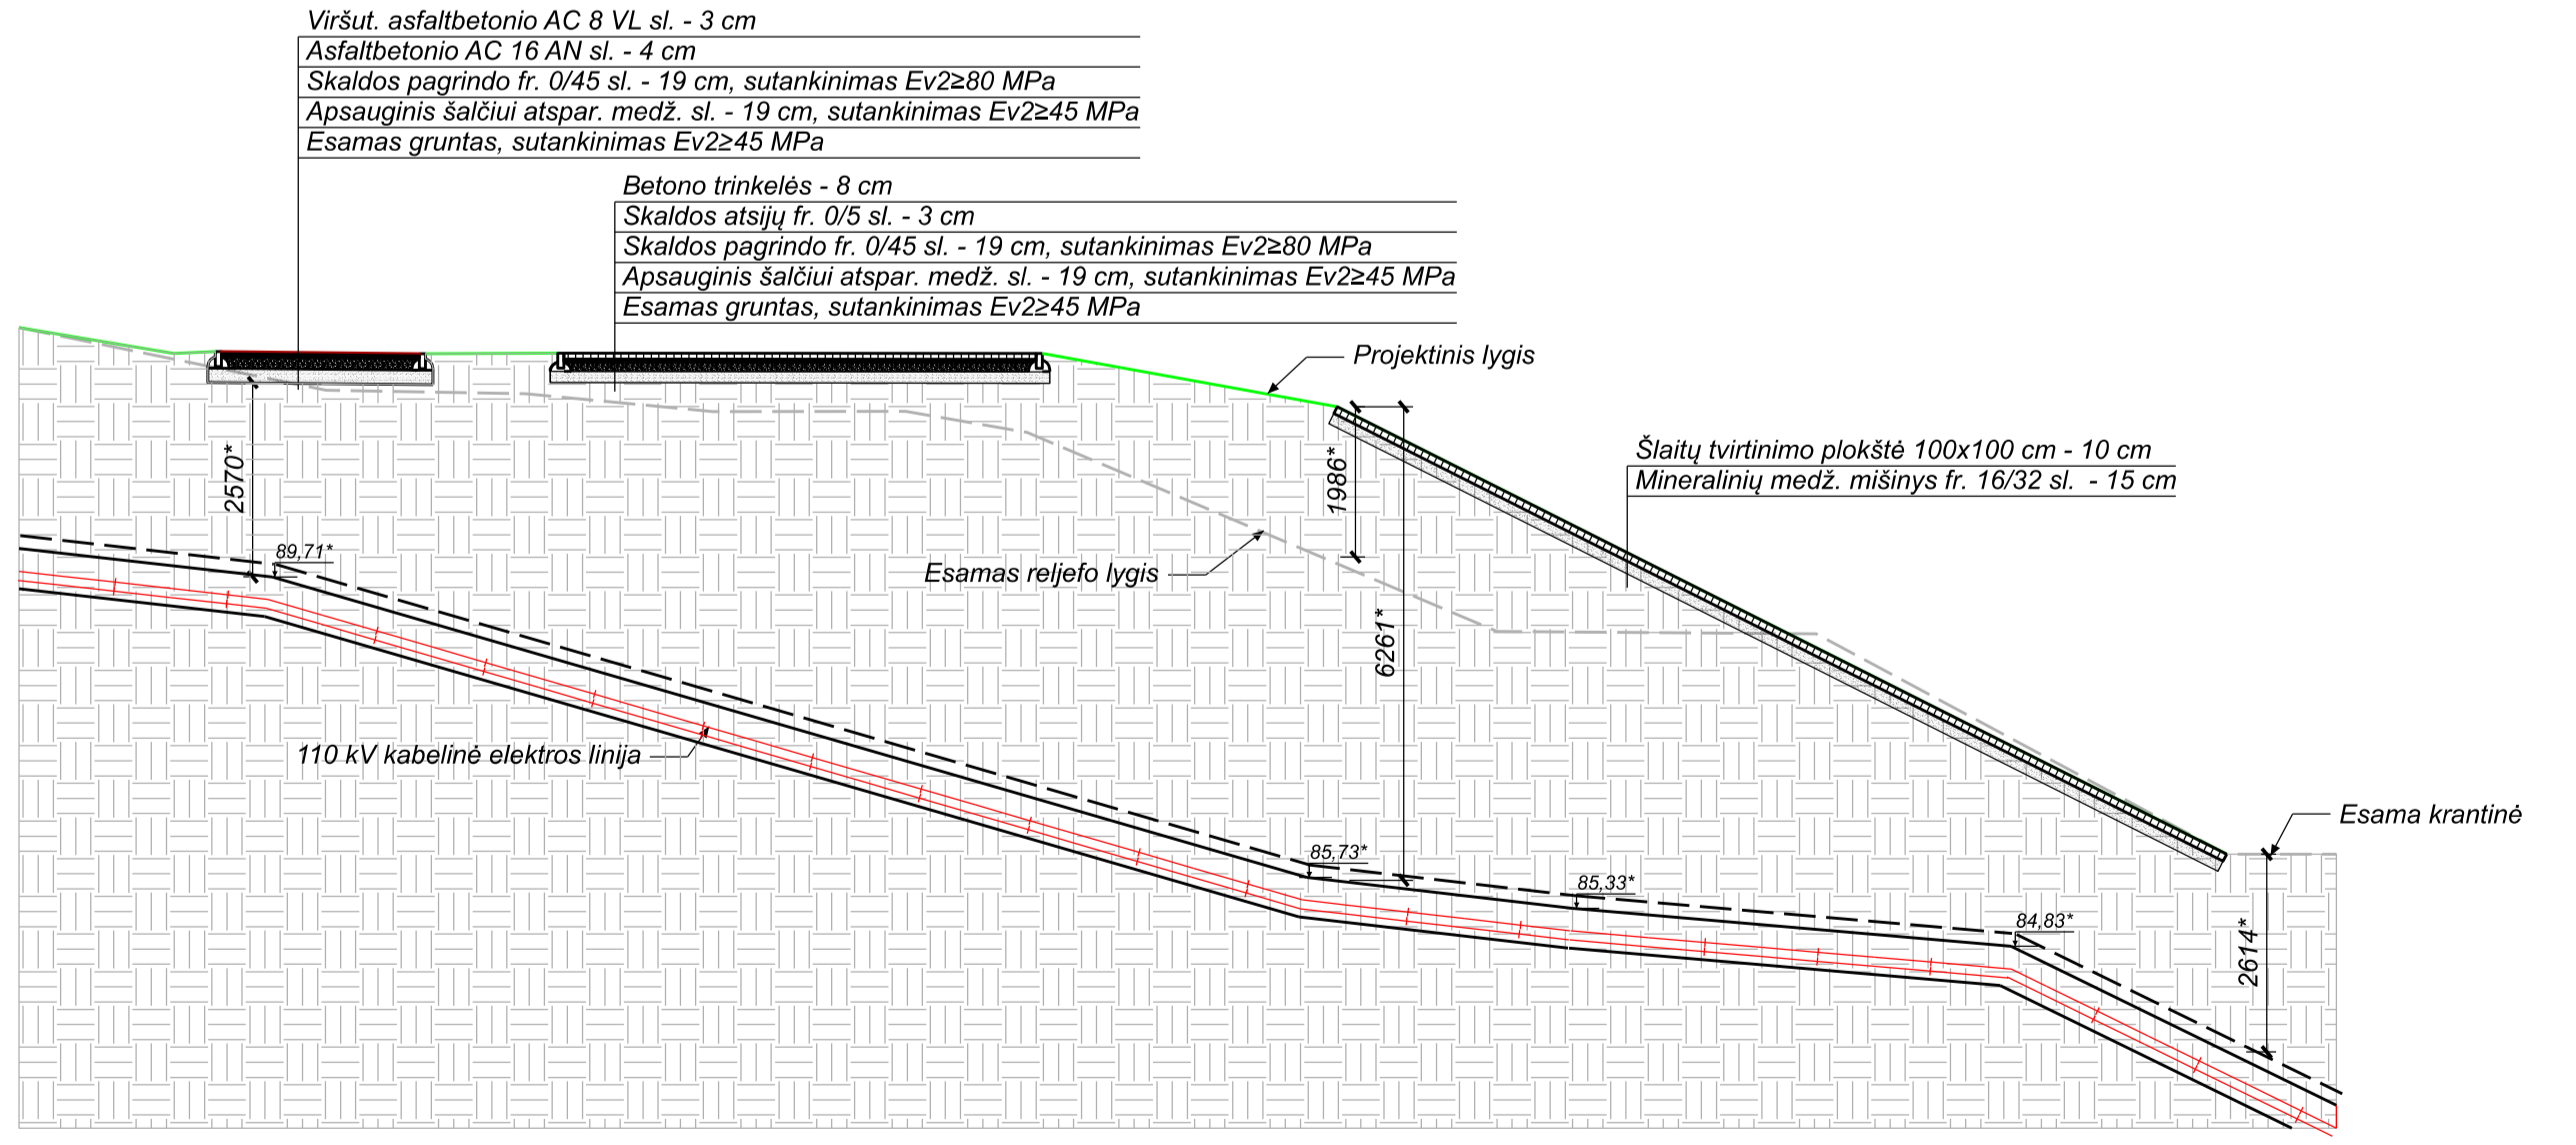 Viršut. asfaltbetonio AC 8 VL sl. - 3 cm
Asfaltbetonio AC 16 AN sl. - 4 cm
Skaldos pagrindo fr. 0/45 sl. - 19 cm, sutankinimas Ev2≥80 MPa
Apsauginis šalčiui atspar. medž. sl. - 19 cm, sutankinimas Ev2≥45 MPa
Esamas gruntas, sutankinimas Ev2≥45 MPa
Betono trinkelės - 8 cm
Skaldos atsijų fr. 0/5 sl. - 3 cm
Skaldos pagrindo fr. 0/45 sl. - 19 cm, sutankinimas Ev2≥80 MPa
Apsauginis šalčiui atspar. medž. sl. - 19 cm, sutankinimas Ev2≥45 MPa
Esamas gruntas, sutankinimas Ev2≥45 MPa
Projektinis lygis
Šlaitų tvirtinimo plokštė 100x100 cm - 10 cm
Mineralinių medž. mišinys fr. 16/32 sl. - 15 cm
2570*
1986*
89,71*
Esamas reljefo lygis
6261*
110 kV kabelinė elektros linija
Esama krantinė
85,73*
85,33*
84,83*
2614*